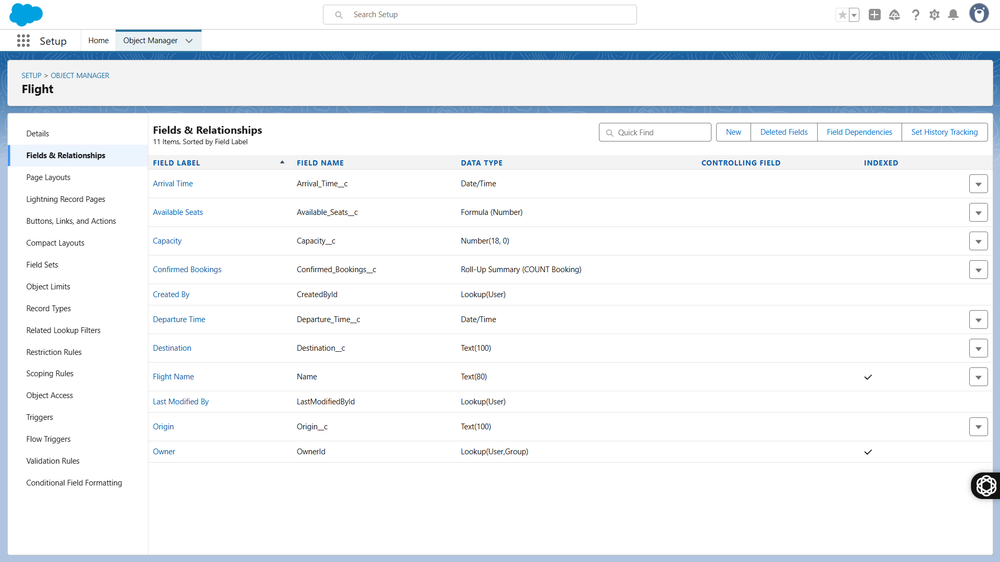 Search Setup
Setup
Home
Object Manager
SETUP > OBJECT MANAGER
Flight
Details
Fields & Relationships
Page Layouts
Lightning Record Pages
Buttons, Links, and Actions
Compact Layouts
Field Sets
Object Limits
Record Types
Related Lookup Filters
Restriction Rules
Scoping Rules
Object Access
Triggers
Flow Triggers
Validation Rules
Conditional Field Formatting
Fields & Relationships
11 Items, Sorted by Field Label
Quick Find
New
Deleted Fields
Field Dependencies
Set History Tracking
FIELD LABEL FIELD NAME DATA TYPE CONTROLLING FIELD INDEXED
Arrival Time Arrival_Time__c Date/Time
Available Seats Available_Seats__c Formula (Number)
Capacity Capacity__c Number(18, 0)
Confirmed Bookings Confirmed_Bookings__c Roll-Up Summary (COUNT Booking)
Created By CreatedById Lookup(User)
Departure Time Departure_Time__c Date/Time
Destination Destination__c Text(100)
Flight Name Name Text(80)
Last Modified By LastModifiedById Lookup(User)
Origin Origin__c Text(100)
Owner OwnerId Lookup(User,Group)